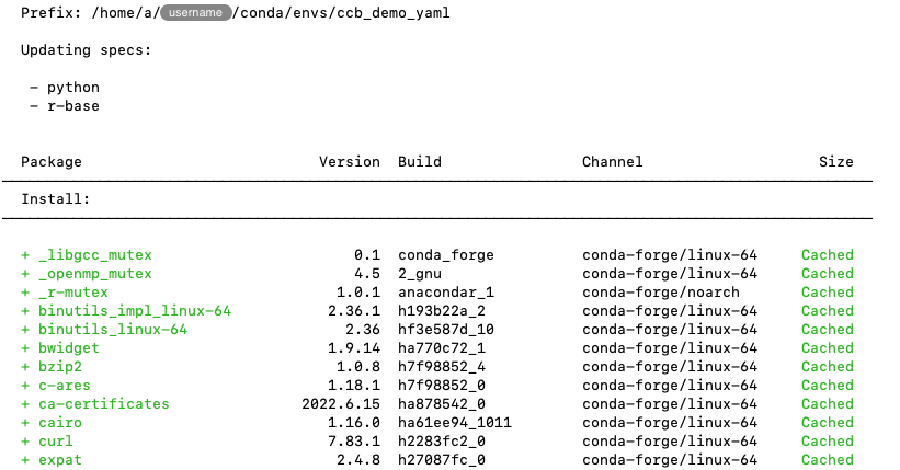 Prefix: /home/a/username/conda/envs/ccb_demo_yaml
Updating specs:
- python
- r-base
Package Version Build Channel Size
Install:
+ _libgcc_mutex 0.1 conda_forge conda-forge/linux-64 Cached
+ _openmp_mutex 4.5 2_gnu conda-forge/linux-64 Cached
+ _r-mutex 1.0.1 anacondar_1 conda-forge/noarch Cached
+ binutils_impl_linux-64 2.36.1 h193b22a_2 conda-forge/linux-64 Cached
+ binutils_linux-64 2.36 hf3e587d_10 conda-forge/linux-64 Cached
+ bwidget 1.9.14 ha770c72_1 conda-forge/linux-64 Cached
+ bzip2 1.0.8 h7f98852_4 conda-forge/linux-64 Cached
+ c-ares 1.18.1 h7f98852_0 conda-forge/linux-64 Cached
+ ca-certificates 2022.6.15 ha878542_0 conda-forge/linux-64 Cached
+ cairo 1.16.0 ha61ee94_1011 conda-forge/linux-64 Cached
+ curl 7.83.1 h2283fc2_0 conda-forge/linux-64 Cached
+ expat 2.4.8 h27087fc_0 conda-forge/linux-64 Cached